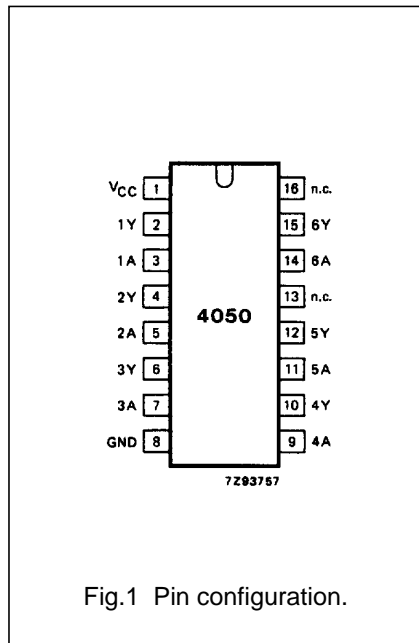 VCC 1 16 n.c.
1Y 2 15 6Y
1A 3 14 6A
2Y 4 13 n.c.
2A 5 4050 12 5Y
3Y 6 11 5A
3A 7 10 4Y
GND 8 9 4A
7Z93757
Fig.1 Pin configuration.